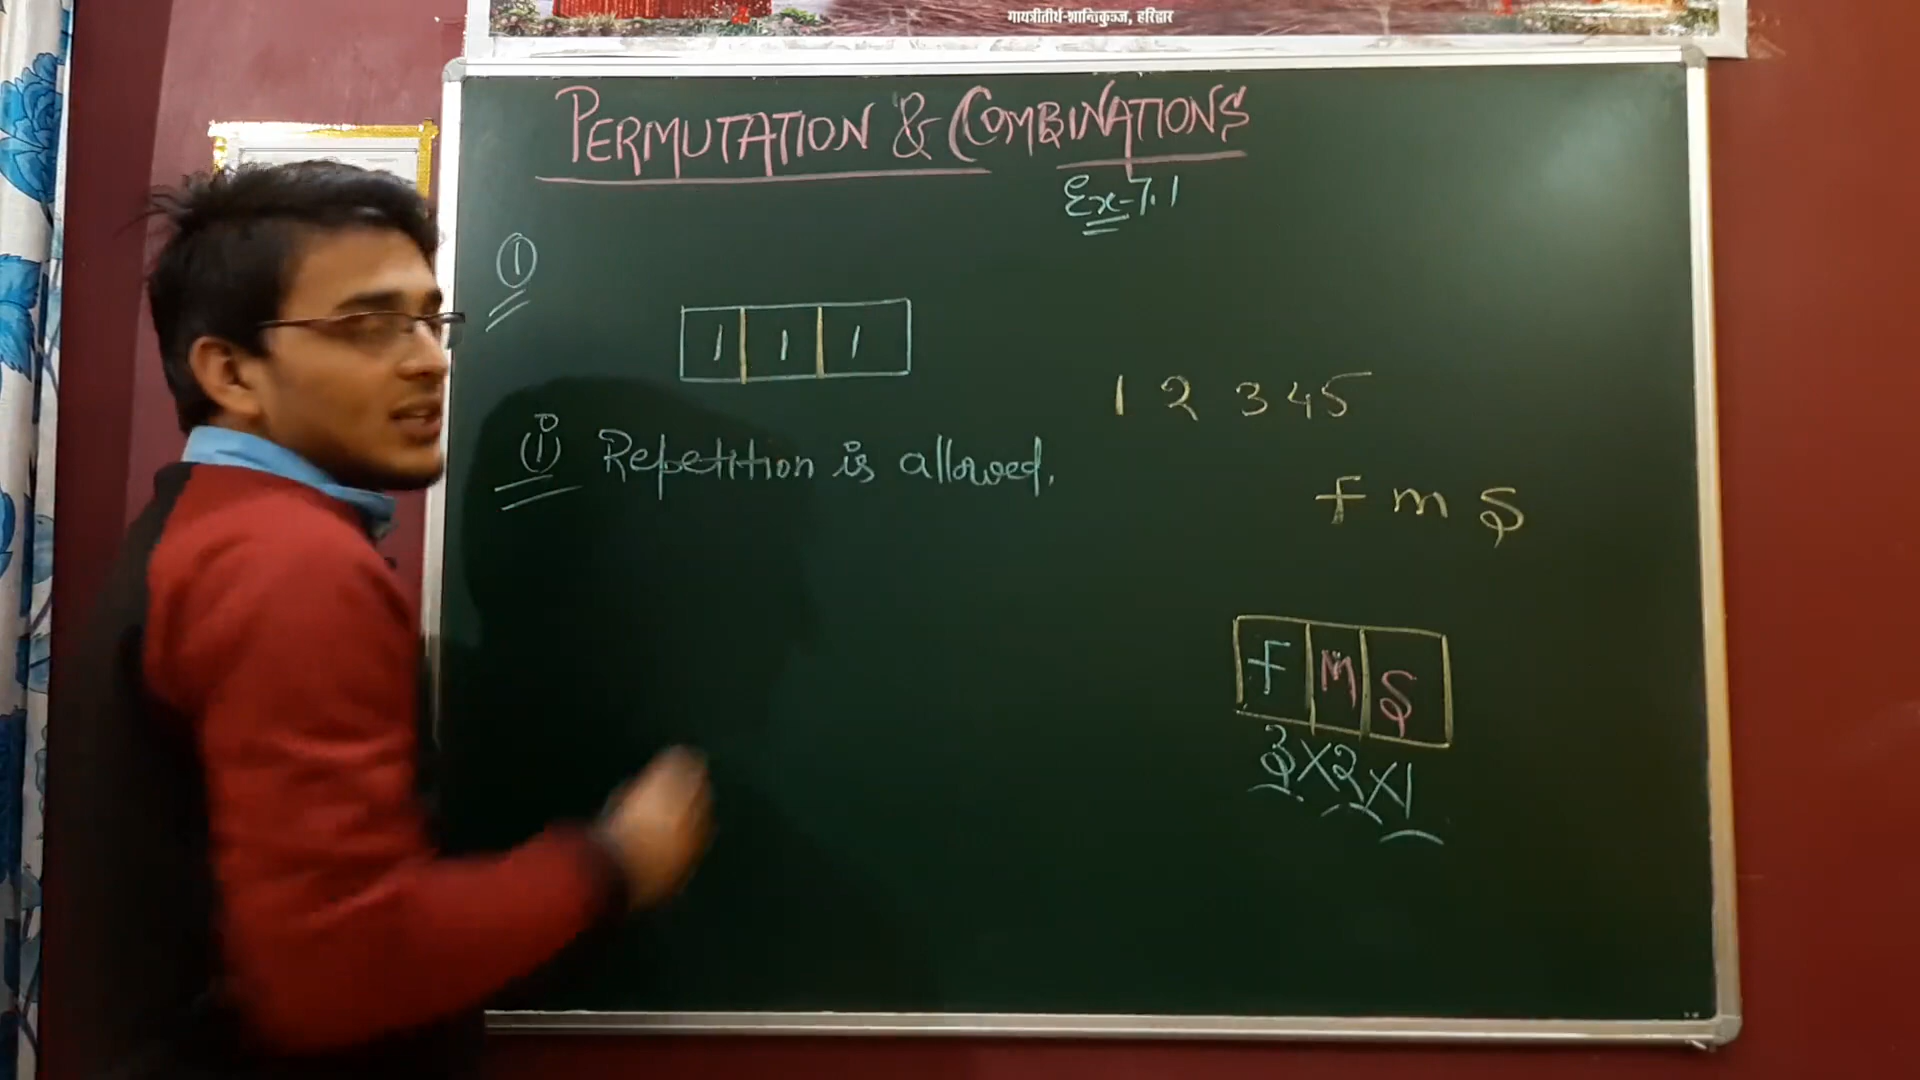 गायत्रीतीर्थ-शान्तिकुञ्ज, हरिद्वार
PERMUTATION & COMBINATIONS
Ex-7.1
1
1 1 1
1 2 3 4 5
(i) Repetition is allowed.
F m S
F M S
3×2×1